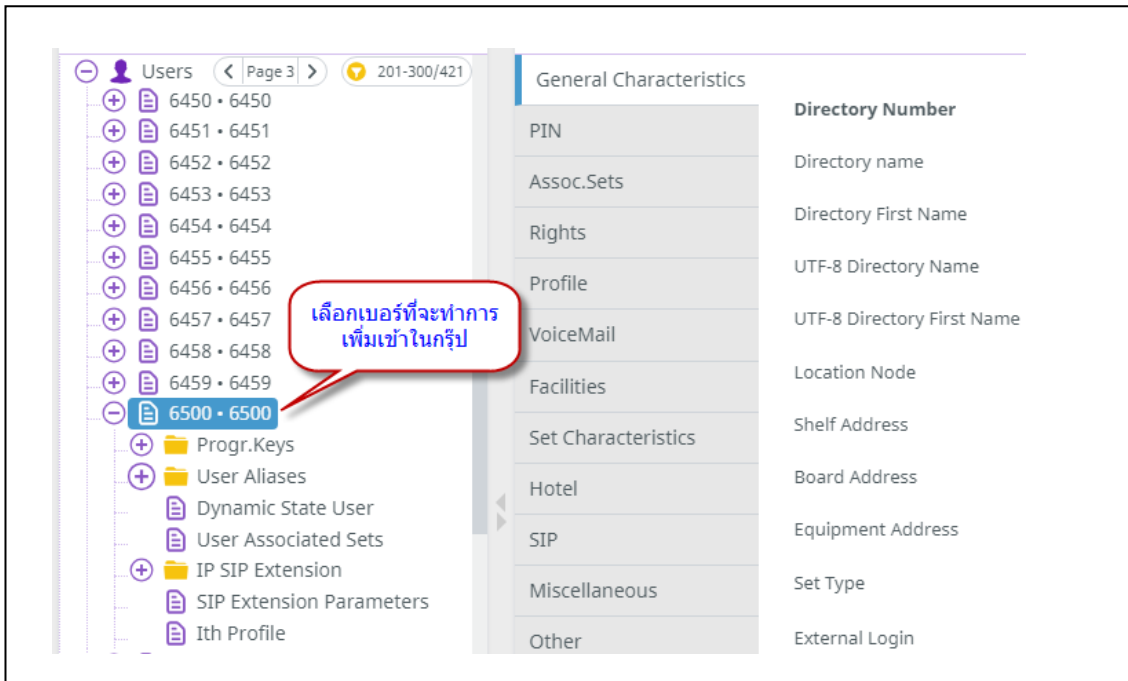 Users
Page 3
201-300/421
6450 • 6450
6451 • 6451
6452 • 6452
6453 • 6453
6454 • 6454
6455 • 6455
6456 • 6456
6457 • 6457
6458 • 6458
6459 • 6459
6500 • 6500
Progr.Keys
User Aliases
Dynamic State User
User Associated Sets
IP SIP Extension
SIP Extension Parameters
Ith Profile
เลือกเบอร์ที่จะทำการ
เพิ่มเข้าในกรุ๊ป
General Characteristics
PIN
Assoc.Sets
Rights
Profile
VoiceMail
Facilities
Set Characteristics
Hotel
SIP
Miscellaneous
Other
Directory Number
Directory name
Directory First Name
UTF-8 Directory Name
UTF-8 Directory First Name
Location Node
Shelf Address
Board Address
Equipment Address
Set Type
External Login